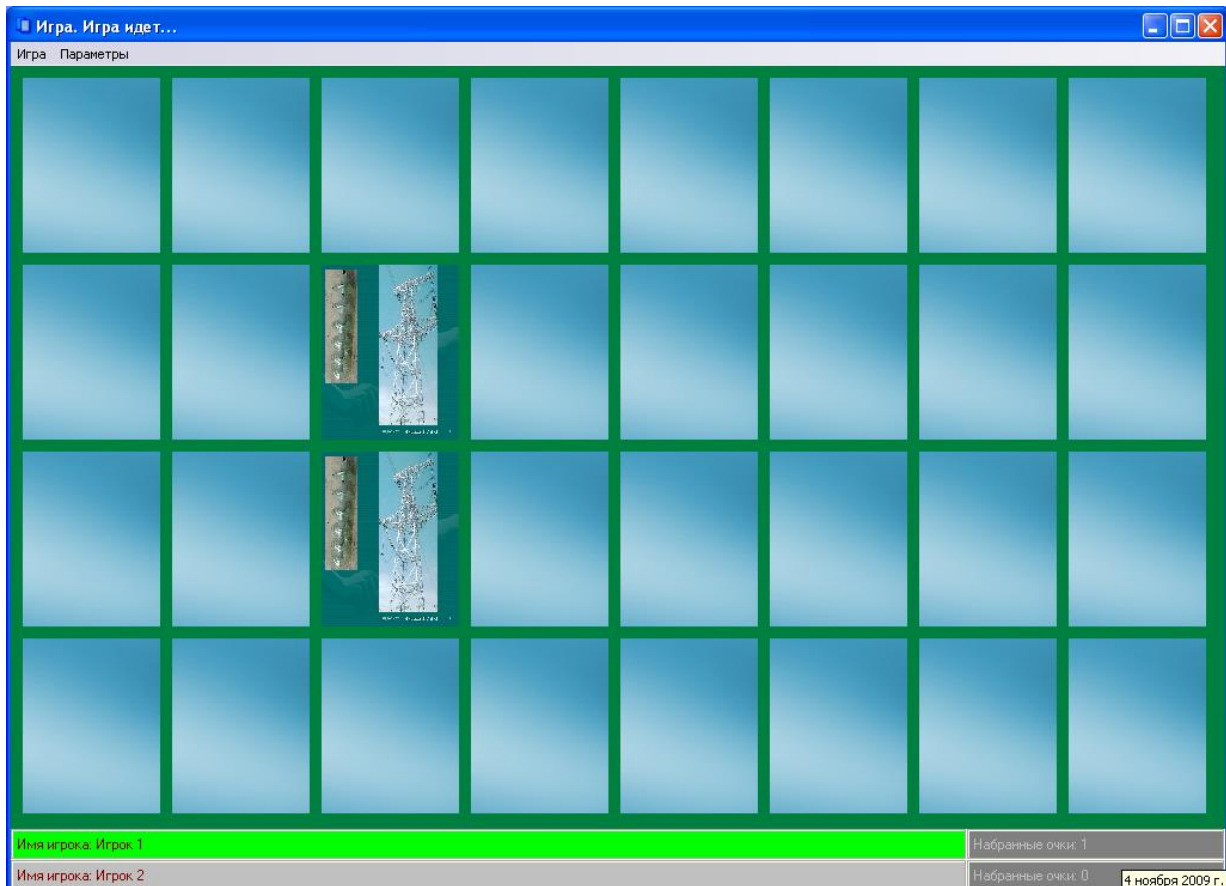 Игра. Игра идет...
Игра Параметры
Имя игрока: Игрок 1 Набранные очки: 1
Имя игрока: Игрок 2 Набранные очки: 0
4 ноября 2009 г.